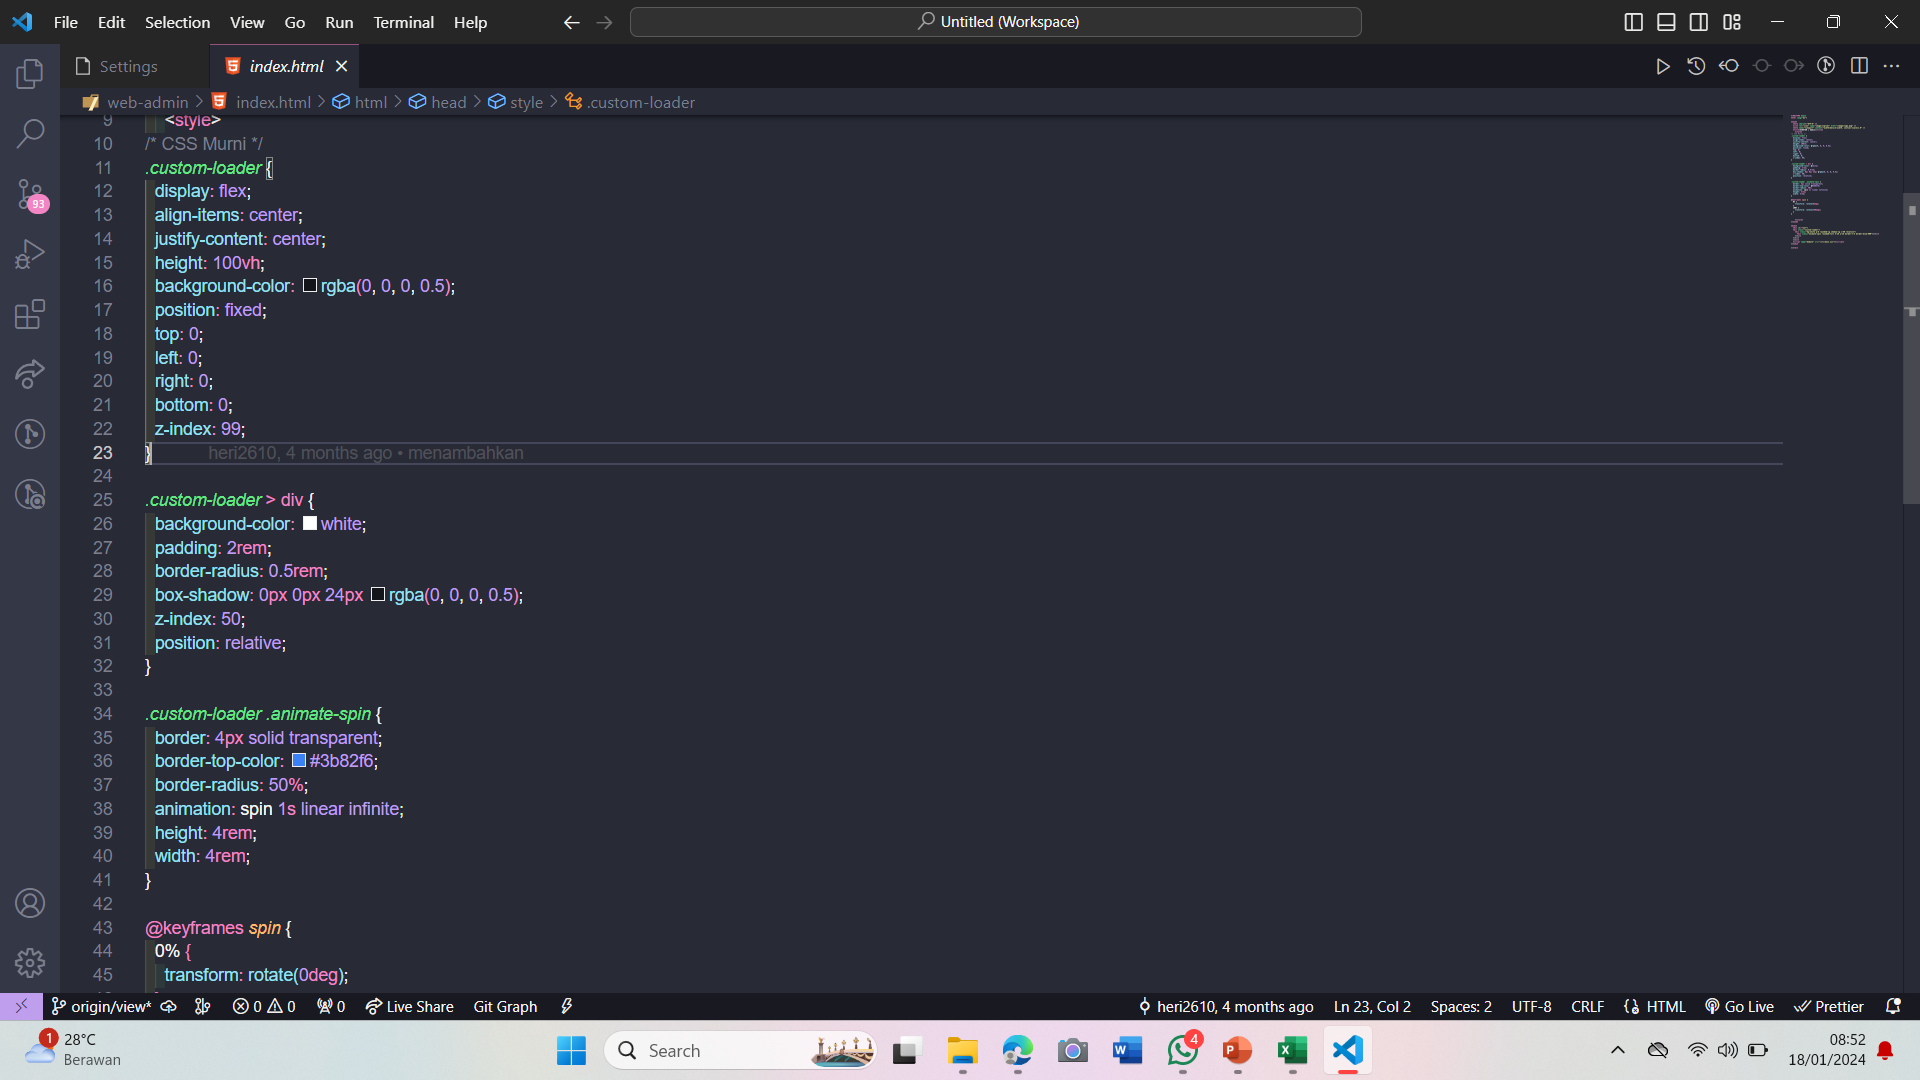 File Edit Selection View Go Run Terminal Help
Untitled (Workspace)
Settings
index.html
web-admin > index.html > html > head > style > .custom-loader
9 <style>
10 /* CSS Murni */
11 .custom-loader {
12 display: flex;
13 align-items: center;
14 justify-content: center;
15 height: 100vh;
16 background-color: rgba(0, 0, 0, 0.5);
17 position: fixed;
18 top: 0;
19 left: 0;
20 right: 0;
21 bottom: 0;
22 z-index: 99;
23 } heri2610, 4 months ago • menambahkan
24
25 .custom-loader > div {
26 background-color: white;
27 padding: 2rem;
28 border-radius: 0.5rem;
29 box-shadow: 0px 0px 24px rgba(0, 0, 0, 0.5);
30 z-index: 50;
31 position: relative;
32 }
33
34 .custom-loader .animate-spin {
35 border: 4px solid transparent;
36 border-top-color: #3b82f6;
37 border-radius: 50%;
38 animation: spin 1s linear infinite;
39 height: 4rem;
40 width: 4rem;
41 }
42
43 @keyframes spin {
44 0% {
45 transform: rotate(0deg);
93
origin/view* 0 0 0 Live Share Git Graph
heri2610, 4 months ago Ln 23, Col 2 Spaces: 2 UTF-8 CRLF HTML Go Live Prettier
1
28°C
Berawan
Search
4
08:52
18/01/2024